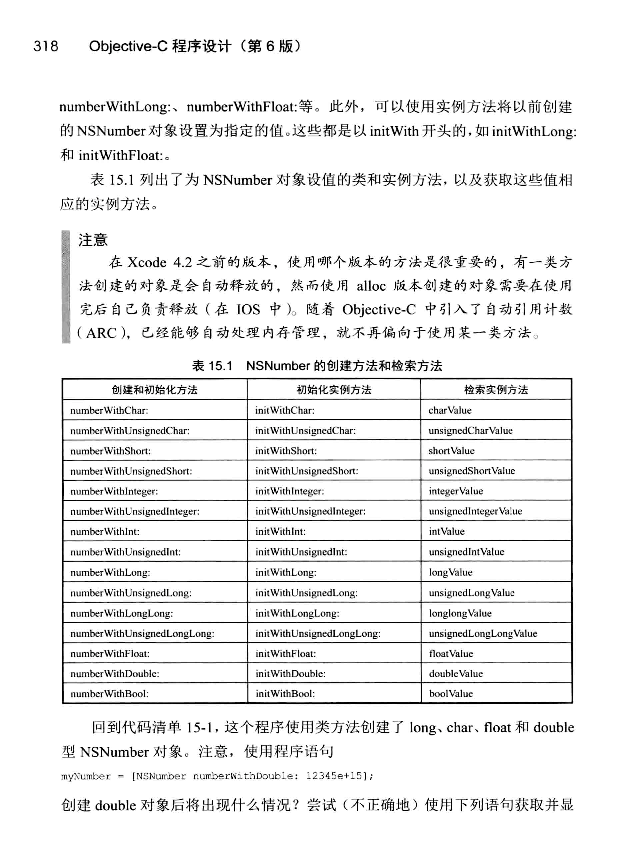 318 Objective-C 程序设计（第 6 版）
numberWithLong:、numberWithFloat:等。此外，可以使用实例方法将以前创建
的 NSNumber 对象设置为指定的值。这些都是以 initWith 开头的，如 initWithLong:
和 initWithFloat:。
表 15.1 列出了为 NSNumber 对象设值的类和实例方法，以及获取这些值相
应的实例方法。
注意
在 Xcode 4.2 之前的版本，使用哪个版本的方法是很重要的，有一类方
法创建的对象是会自动释放的，然而使用 alloc 版本创建的对象需要在使用
完后自己负责释放（在 IOS 中）。随着 Objective-C 中引入了自动引用计数
（ARC），已经能够自动处理内存管理，就不再偏向于使用某一类方法。
表 15.1 NSNumber 的创建方法和检索方法
创建和初始化方法 初始化实例方法 检索实例方法
numberWithChar: initWithChar: charValue
numberWithUnsignedChar: initWithUnsignedChar: unsignedCharValue
numberWithShort: initWithShort: shortValue
numberWithUnsignedShort: initWithUnsignedShort: unsignedShortValue
numberWithInteger: initWithInteger: integerValue
numberWithUnsignedInteger: initWithUnsignedInteger: unsignedIntegerValue
numberWithInt: initWithInt: intValue
numberWithUnsignedInt: initWithUnsignedInt: unsignedIntValue
numberWithLong: initWithLong: longValue
numberWithUnsignedLong: initWithUnsignedLong: unsignedLongValue
numberWithLongLong: initWithLongLong: longlongValue
numberWithUnsignedLongLong: initWithUnsignedLongLong: unsignedLongLongValue
numberWithFloat: initWithFloat: floatValue
numberWithDouble: initWithDouble: doubleValue
numberWithBool: initWithBool: boolValue
回到代码清单 15-1，这个程序使用类方法创建了 long、char、float 和 double
型 NSNumber 对象。注意，使用程序语句
myNumber = [NSNumber numberWithDouble: 12345e+15];
创建 double 对象后将出现什么情况？尝试（不正确地）使用下列语句获取并显